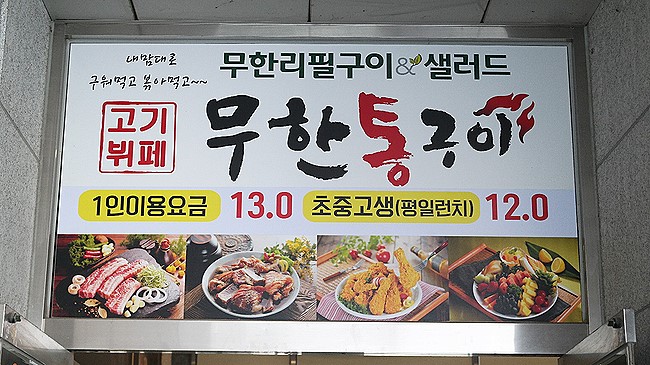 내맘대로
구워먹고 볶아먹고~~
무한리필구이&샐러드
고기
뷔페
무한통구이
1인이용요금 13.0 초중고생(평일런치) 12.0